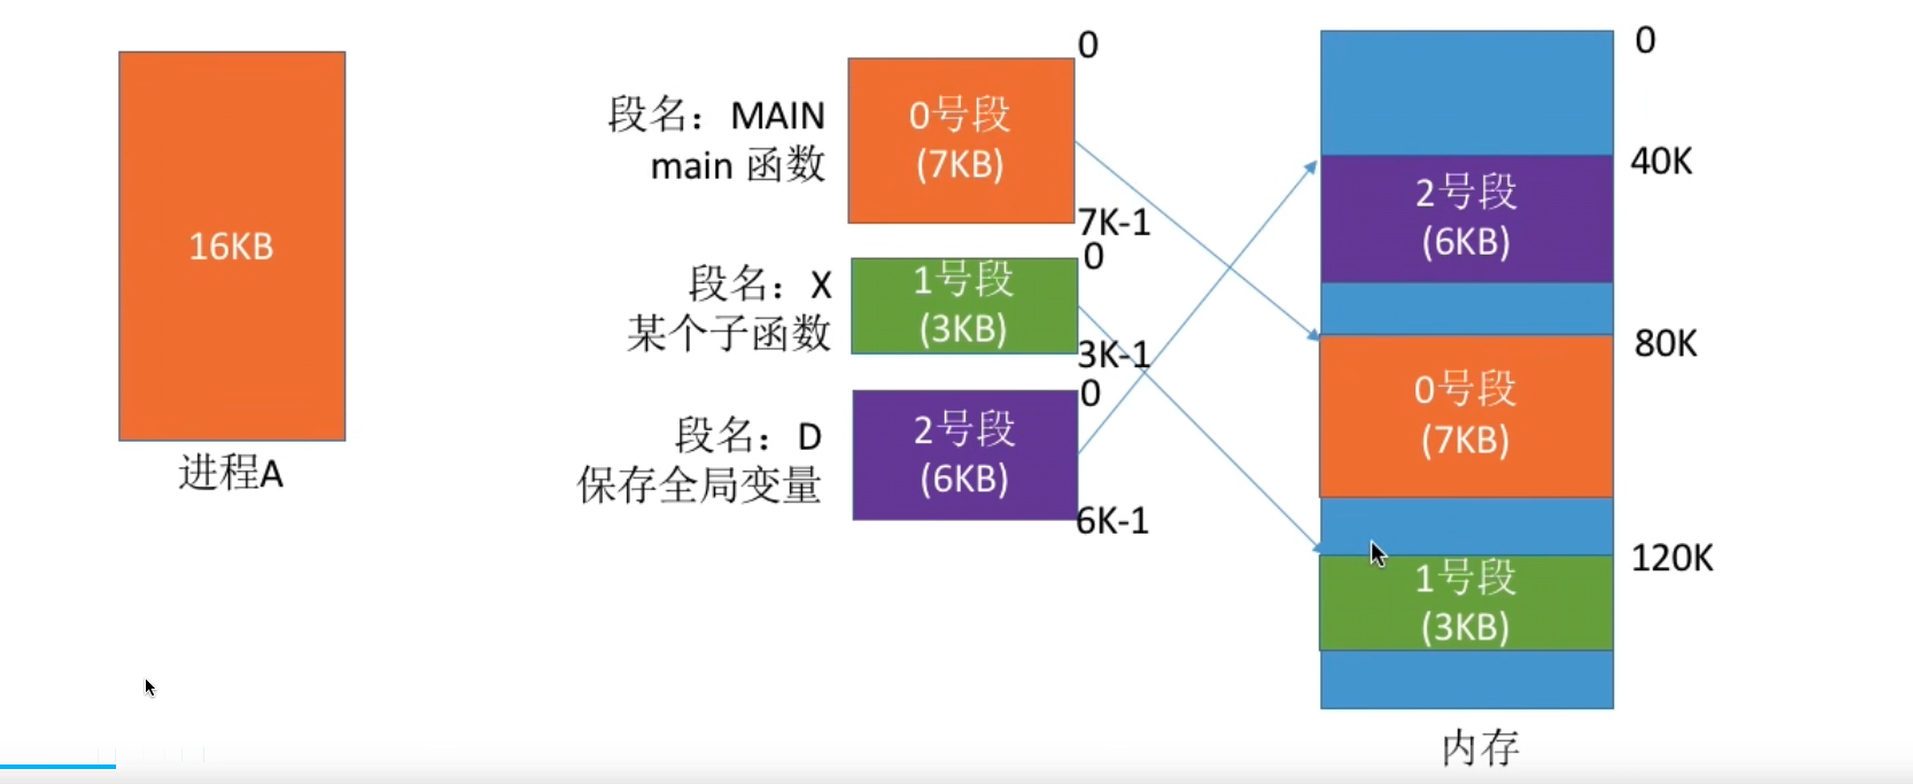 16KB
进程A
段名：MAIN
main 函数
0号段
(7KB)
0
7K-1
段名：X
某个子函数
1号段
(3KB)
0
3K-1
段名：D
保存全局变量
2号段
(6KB)
0
6K-1
0
40K
2号段
(6KB)
80K
0号段
(7KB)
120K
1号段
(3KB)
内存